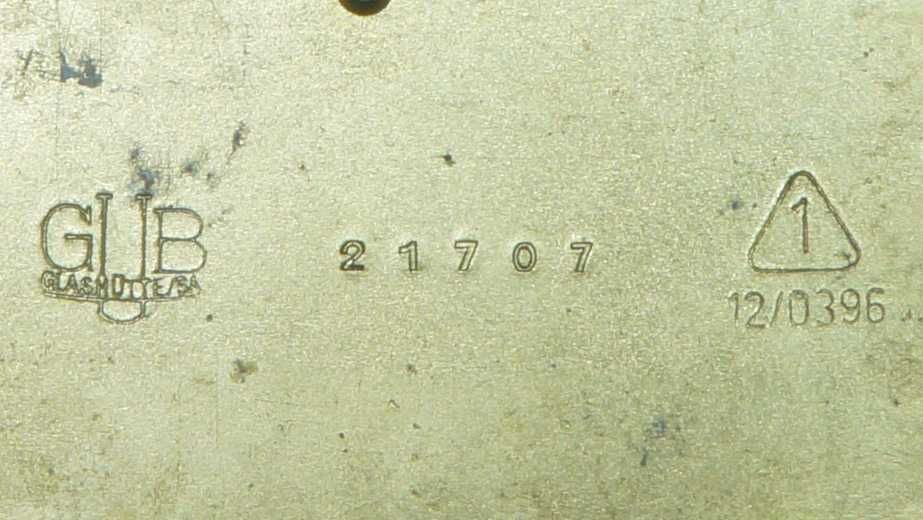 GUB
GLASHÜTTE/SA
21707
1
12/0396